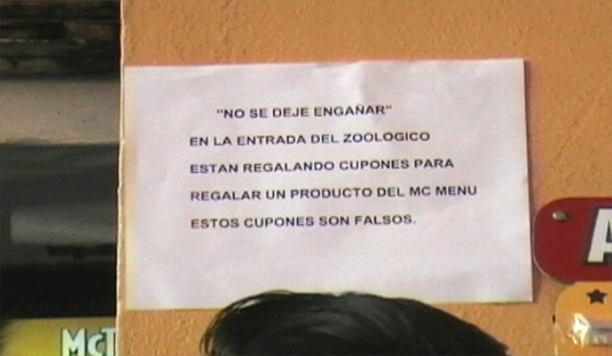 "NO SE DEJE ENGAÑAR"
EN LA ENTRADA DEL ZOOLOGICO
ESTAN REGALANDO CUPONES PARA
REGALAR UN PRODUCTO DEL MC MENU
ESTOS CUPONES SON FALSOS.
A
McT